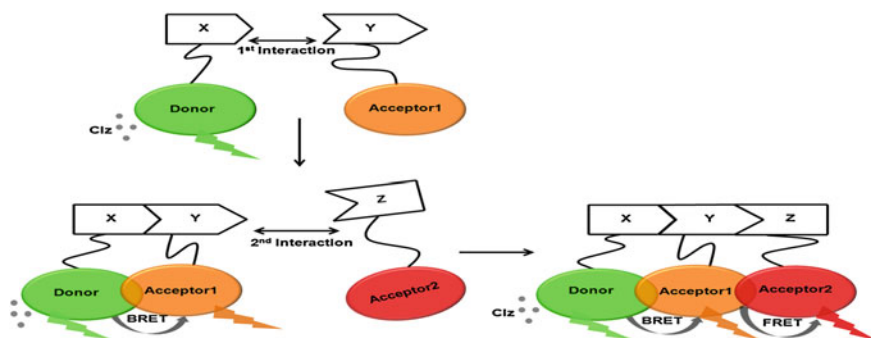 X Y
1st Interaction
Donor Acceptor1
Clz
X Y Z
2nd Interaction
Donor Acceptor1 Acceptor2
BRET
X Y Z
Clz Donor Acceptor1 Acceptor2
BRET FRET